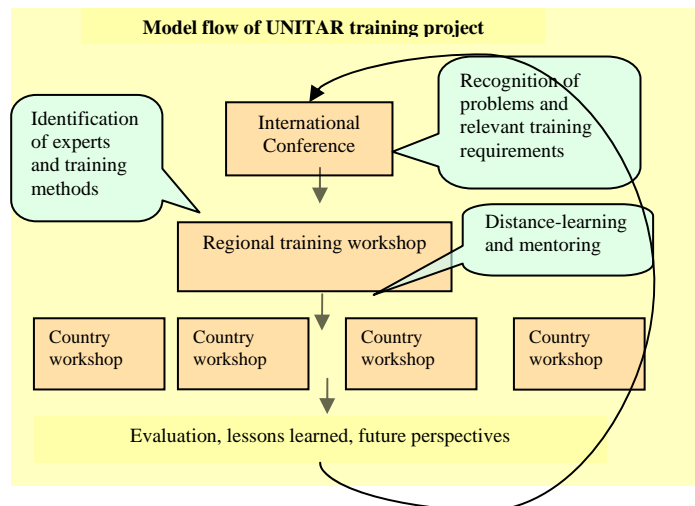 Model flow of UNITAR training project
Identification
of experts
and training
methods
International
Conference
Recognition of
problems and
relevant training
requirements
Regional training workshop
Distance-learning
and mentoring
Country
workshop
Country
workshop
Country
workshop
Country
workshop
Evaluation, lessons learned, future perspectives